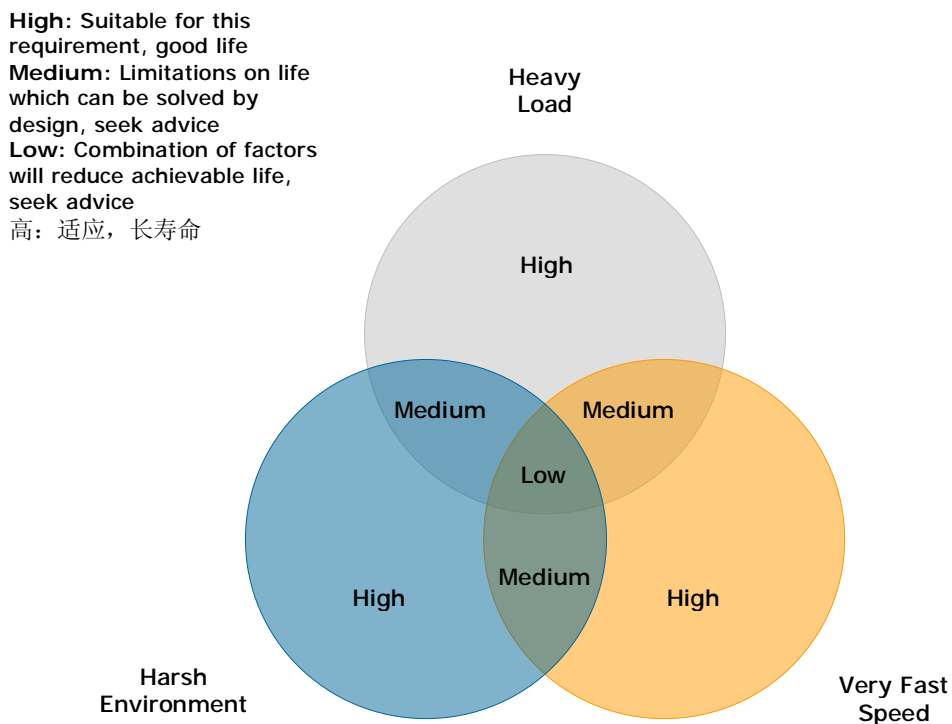 High: Suitable for this
requirement, good life
Medium: Limitations on life
which can be solved by
design, seek advice
Low: Combination of factors
will reduce achievable life,
seek advice
高：适应，长寿命
Heavy
Load
High
Medium
Medium
Low
Medium
High
High
Harsh
Environment
Very Fast
Speed